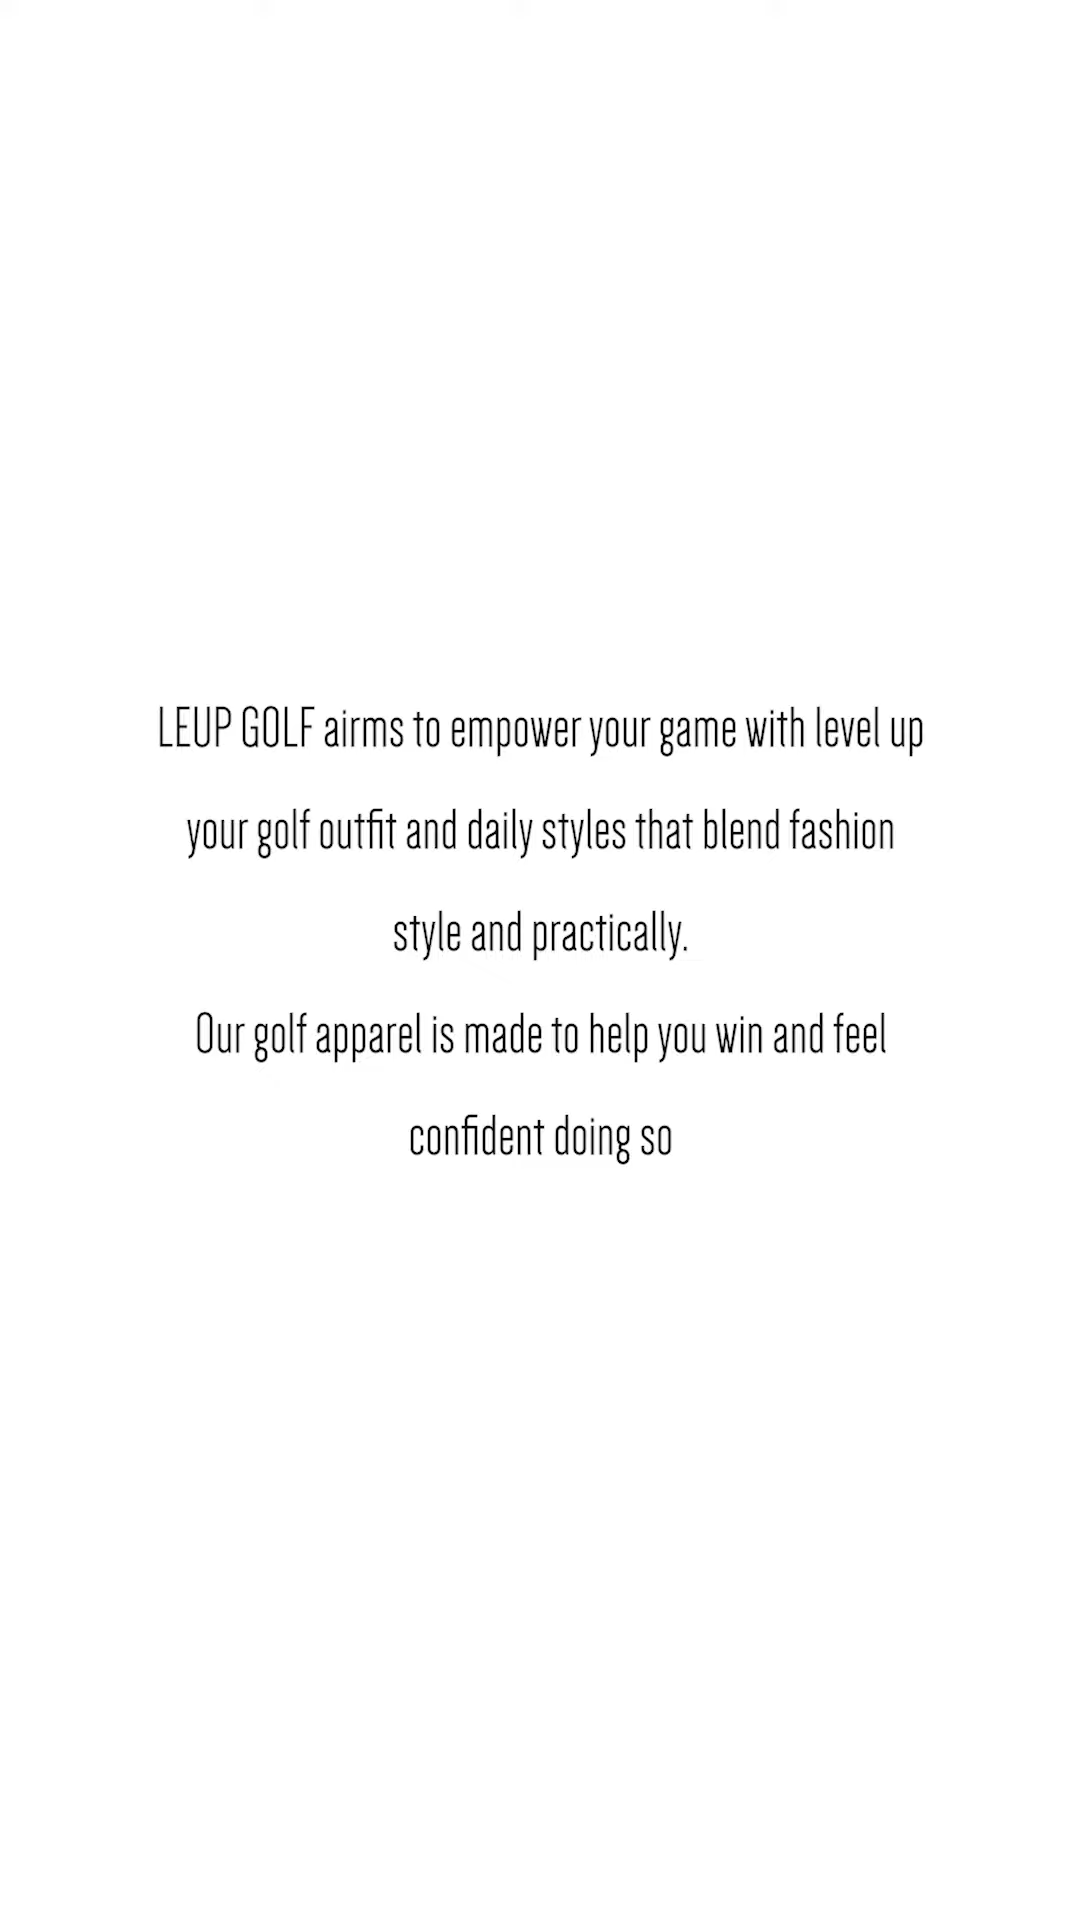 LEUP GOLF airms to empower your game with level up
your golf outfit and daily styles that blend fashion
style and practically.
Our golf apparel is made to help you win and feel
confident doing so